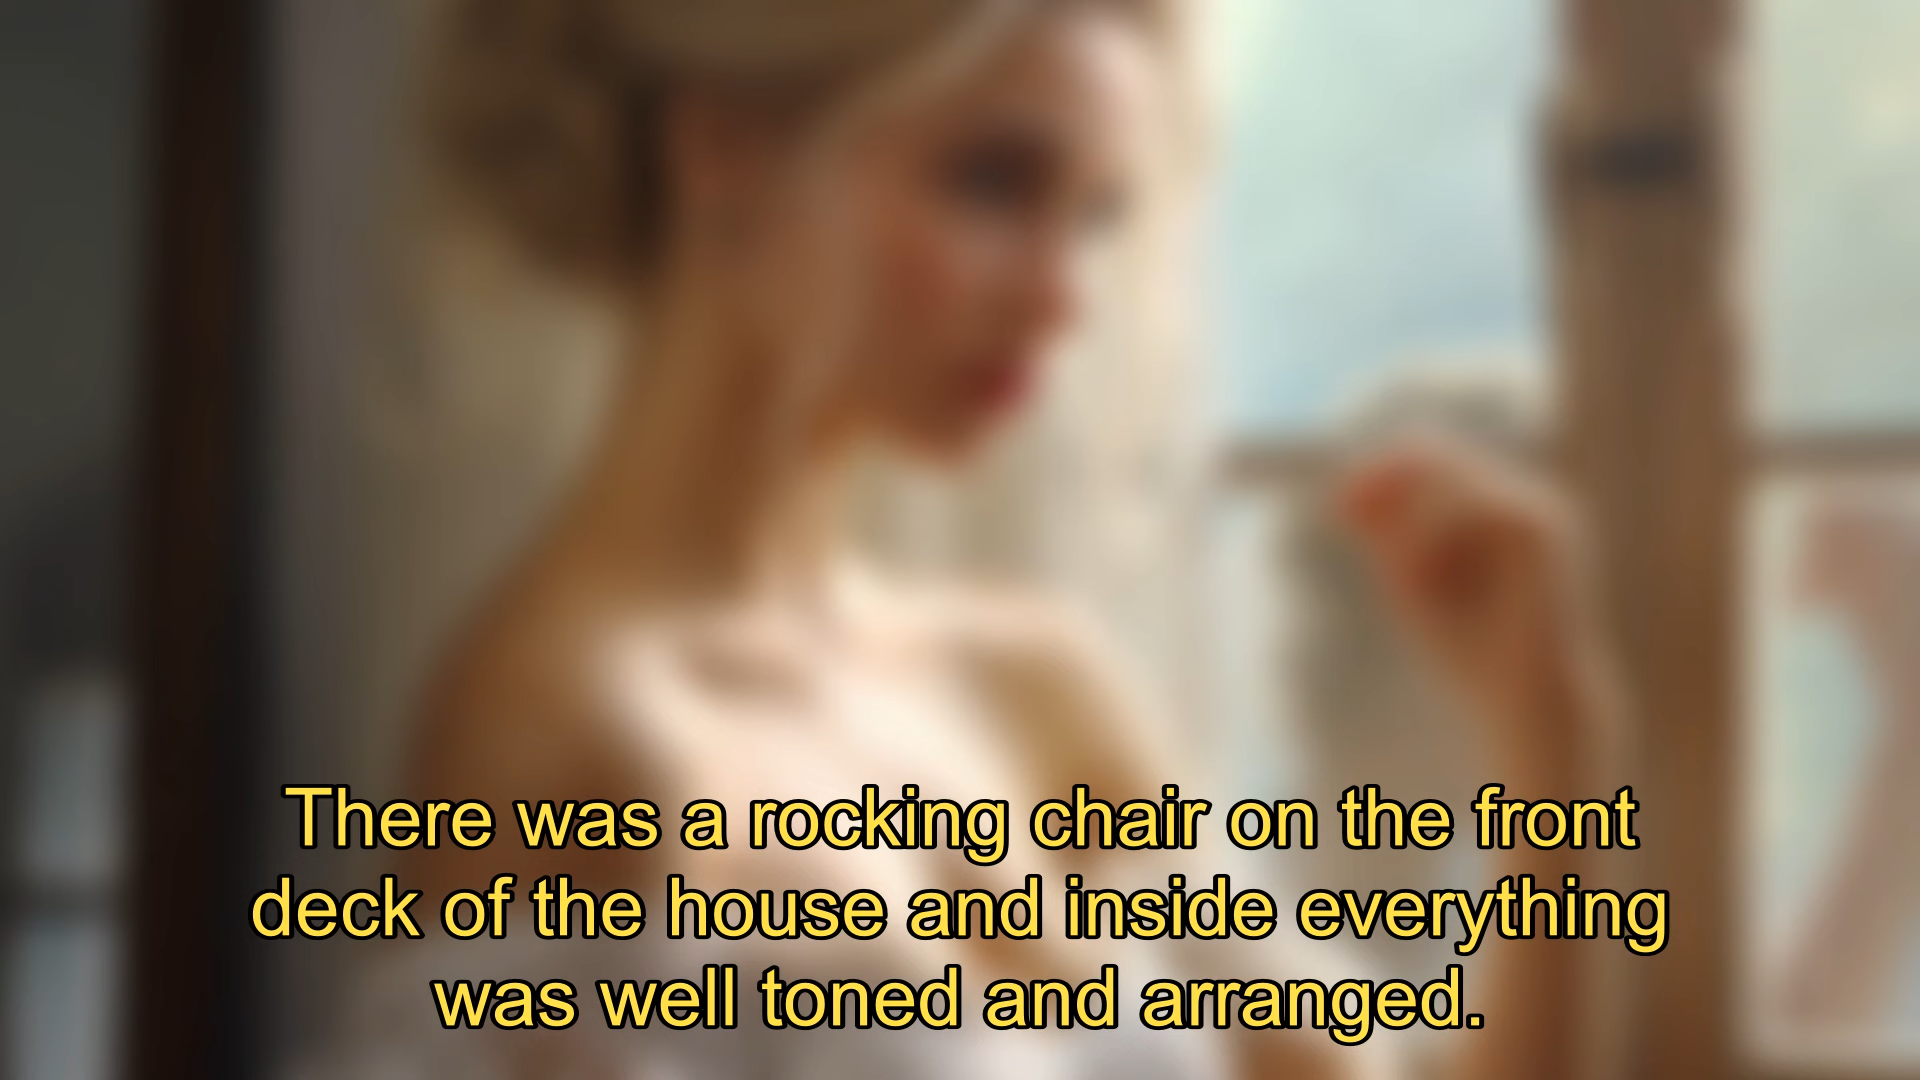 There was a rocking chair on the front
deck of the house and inside everything
was well toned and arranged.